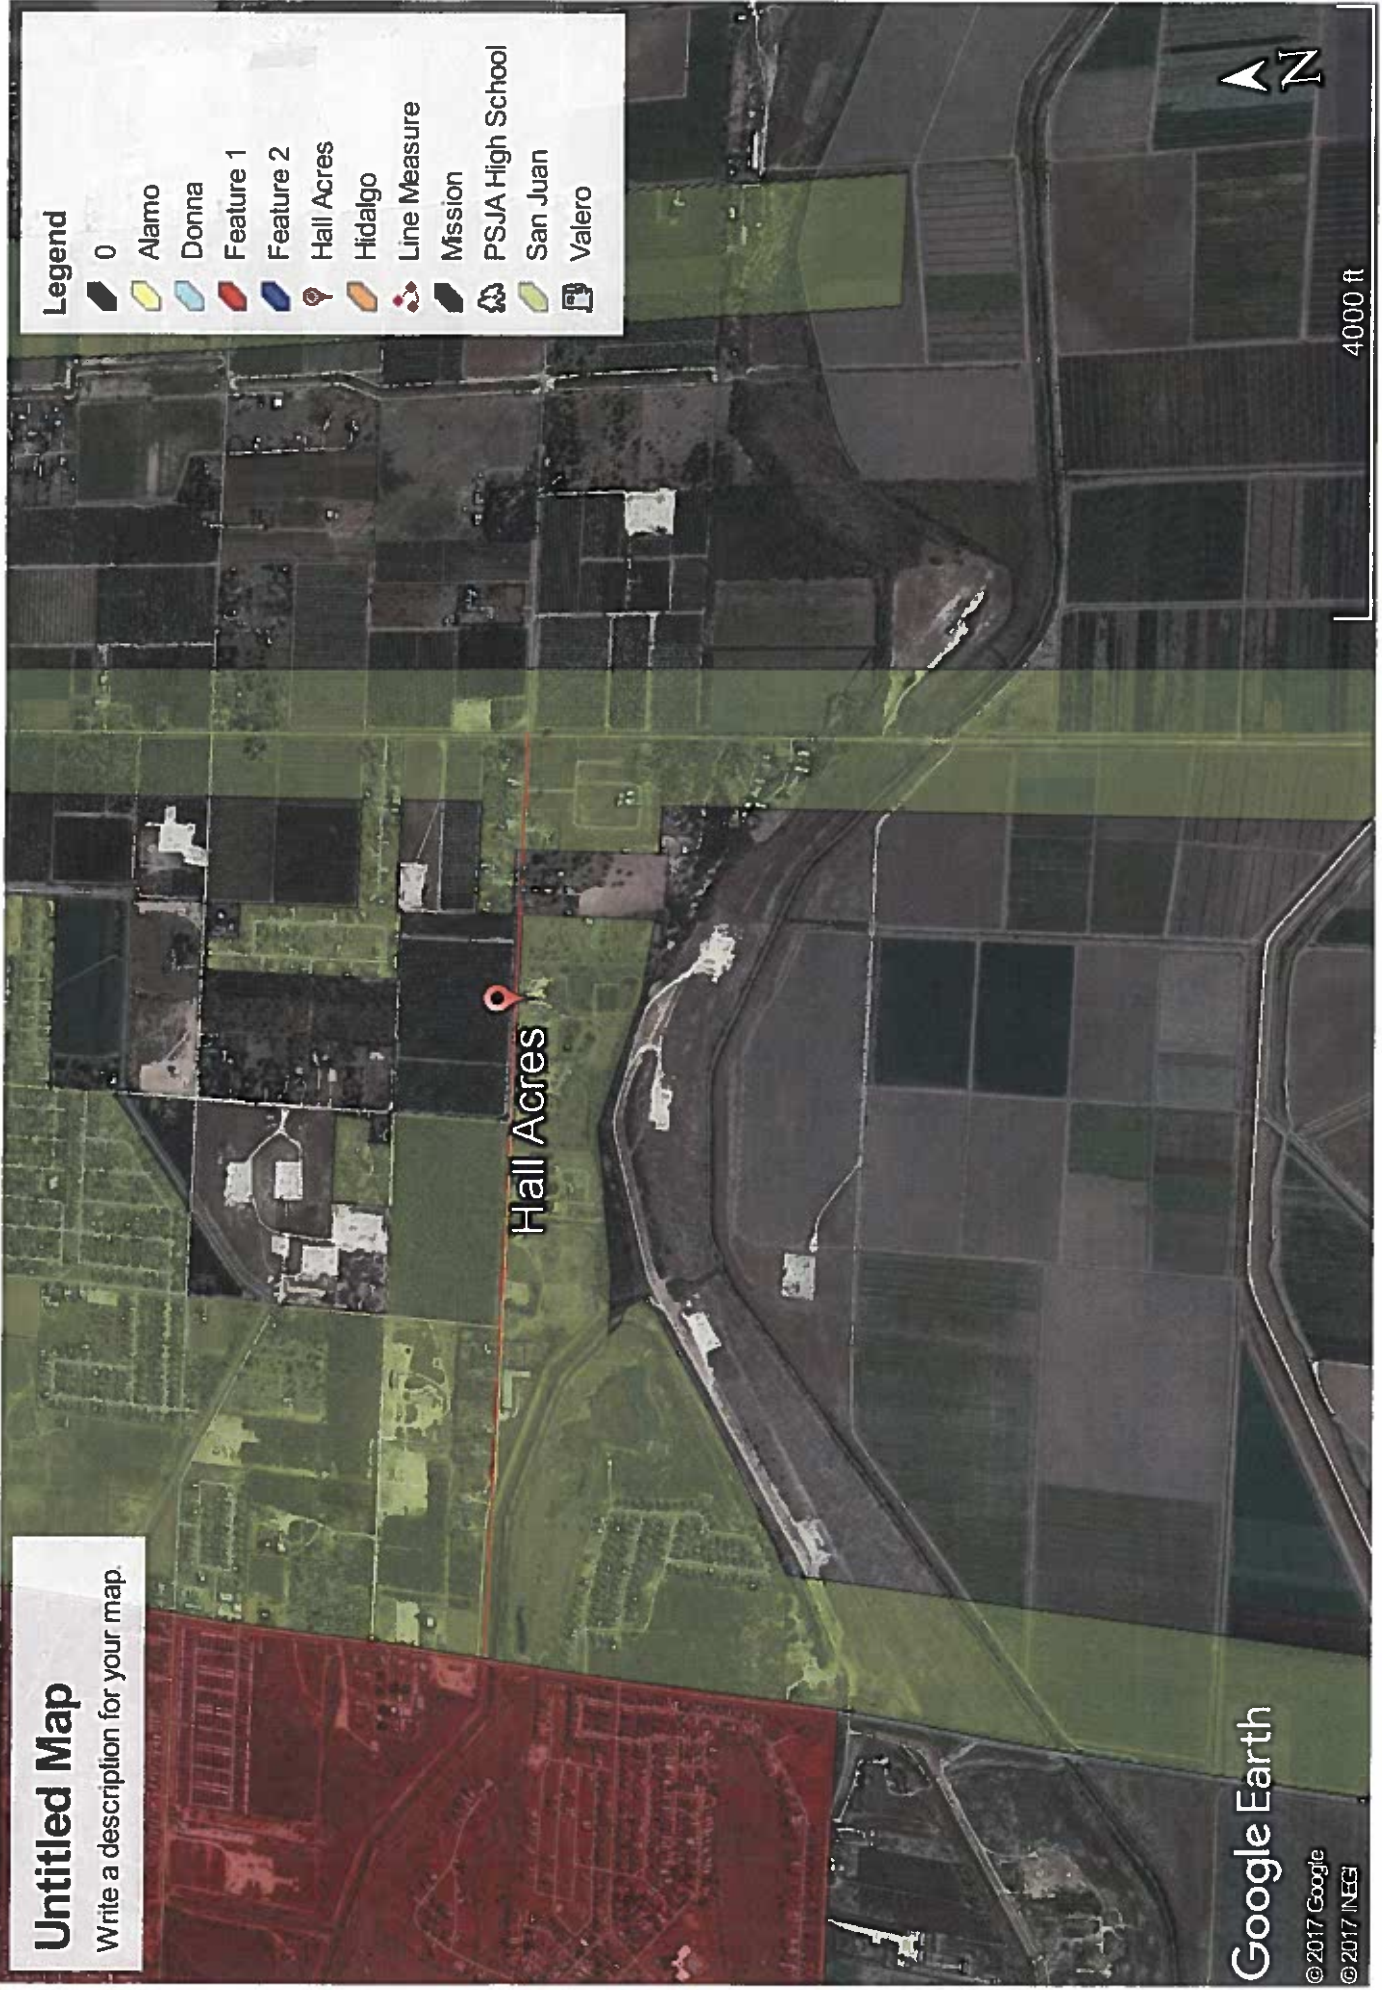 Untitled Map
Write a description for your map.
Legend
0
Alamo
Donna
Feature 1
Feature 2
Hall Acres
Hidalgo
Line Measure
Mission
PSJA High School
San Juan
Valero
Hall Acres
Google Earth
© 2017 Google
© 2017 INEGI
N
4000 ft